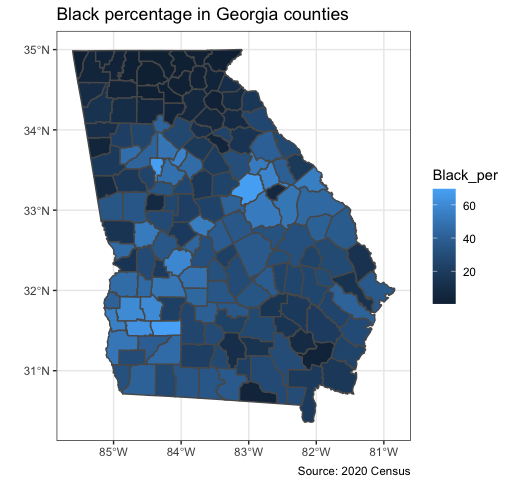 Black percentage in Georgia counties
35°N
34°N
33°N
32°N
31°N
85°W 84°W 83°W 82°W 81°W
Black_per
60
40
20
Source: 2020 Census